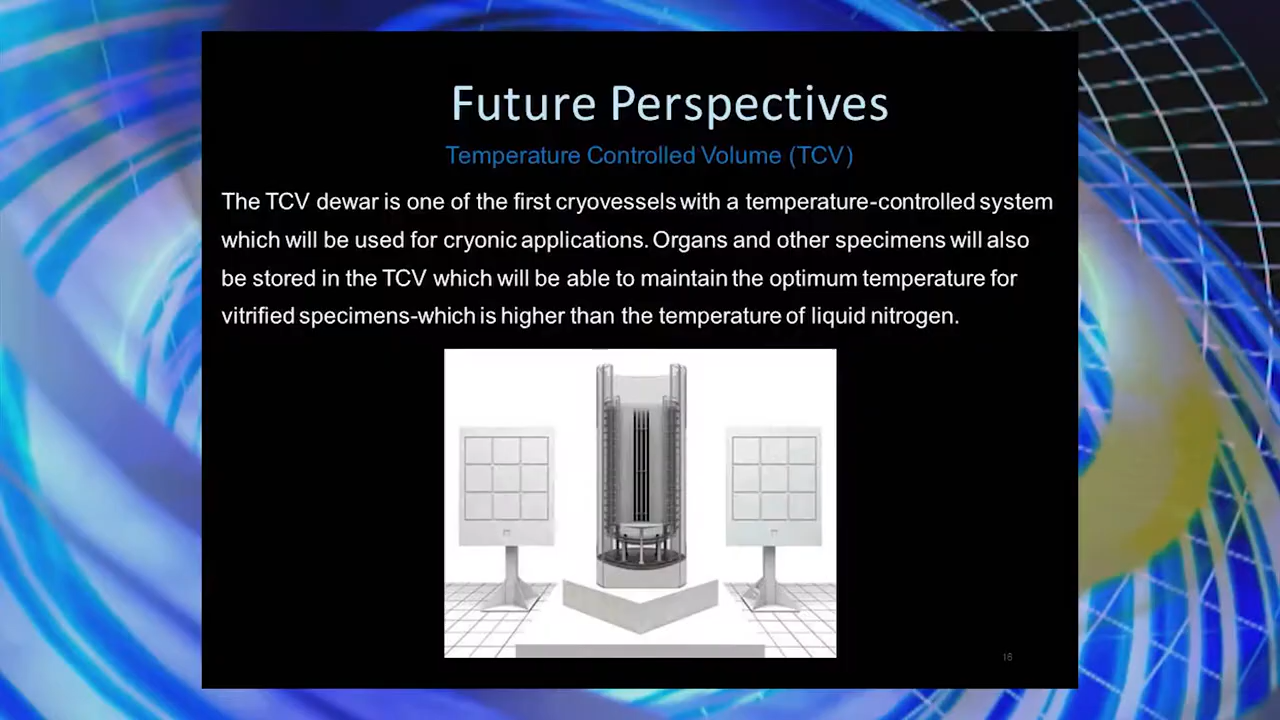 Future Perspectives
Temperature Controlled Volume (TCV)
The TCV dewar is one of the first cryovessels with a temperature-controlled system
which will be used for cryonic applications. Organs and other specimens will also
be stored in the TCV which will be able to maintain the optimum temperature for
vitrified specimens-which is higher than the temperature of liquid nitrogen.
16